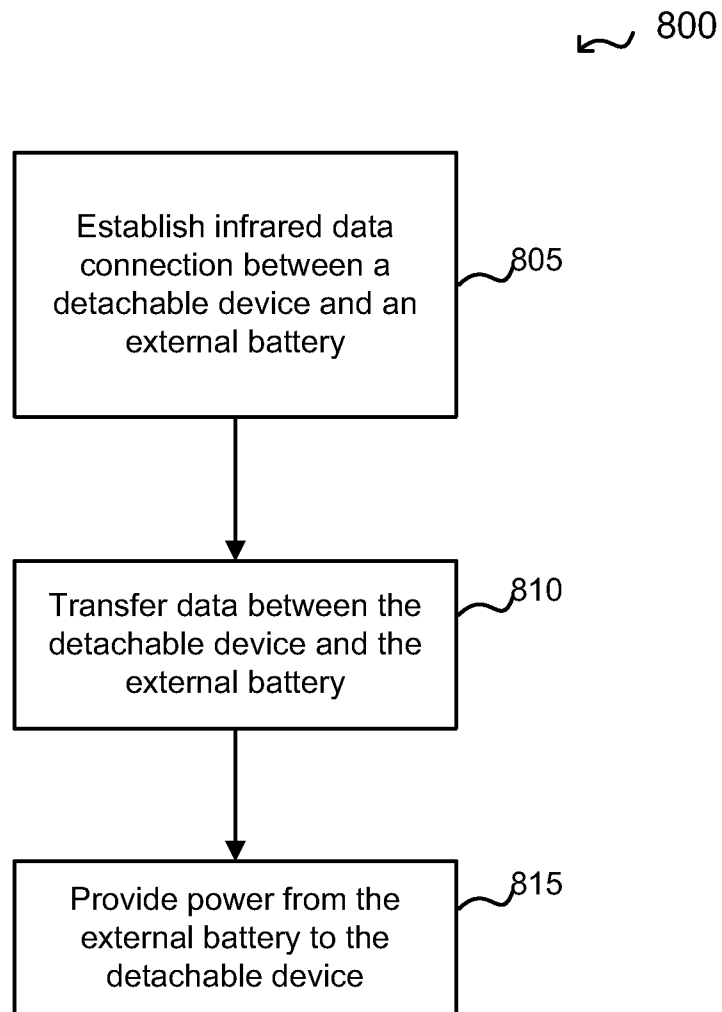 800
Establish infrared data
connection between a
detachable device and an
external battery
805
Transfer data between the
detachable device and the
external battery
810
Provide power from the
external battery to the
detachable device
815